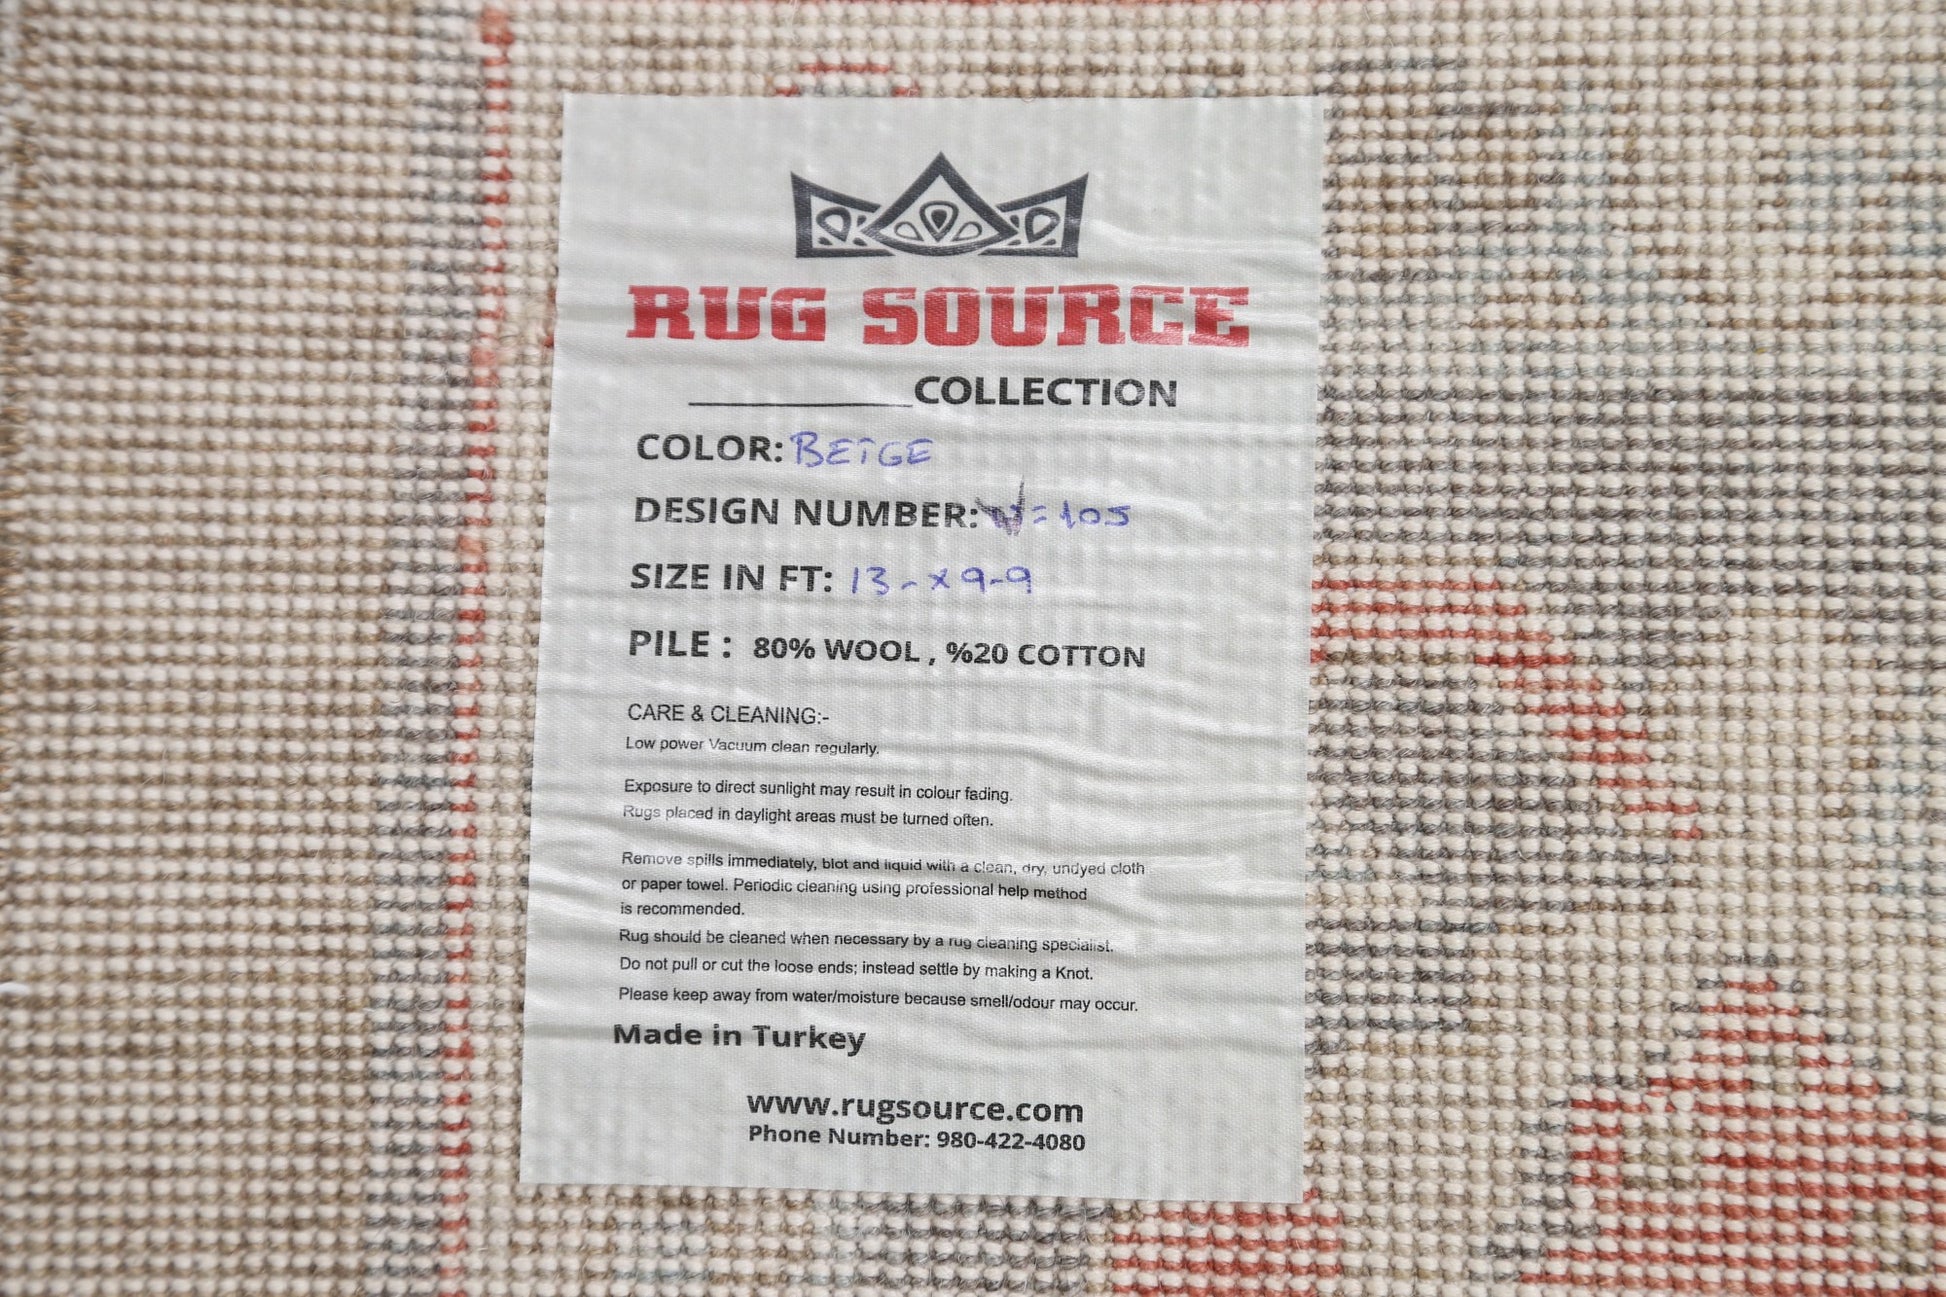 RUG SOURCE
__________COLLECTION
COLOR: BEIGE
DESIGN NUMBER: W=105
SIZE IN FT: 13-x9-9
PILE : 80% WOOL , %20 COTTON
CARE & CLEANING:-
Low power Vacuum clean regularly.
Exposure to direct sunlight may result in colour fading.
Rugs placed in daylight areas must be turned often.
Remove spills immediately, blot and liquid with a clean, dry, undyed cloth
or paper towel. Periodic cleaning using professional help method
is recommended.
Rug should be cleaned when necessary by a rug cleaning specialist.
Do not pull or cut the loose ends; instead settle by making a Knot.
Please keep away from water/moisture because smell/odour may occur.
Made in Turkey
www.rugsource.com
Phone Number: 980-422-4080